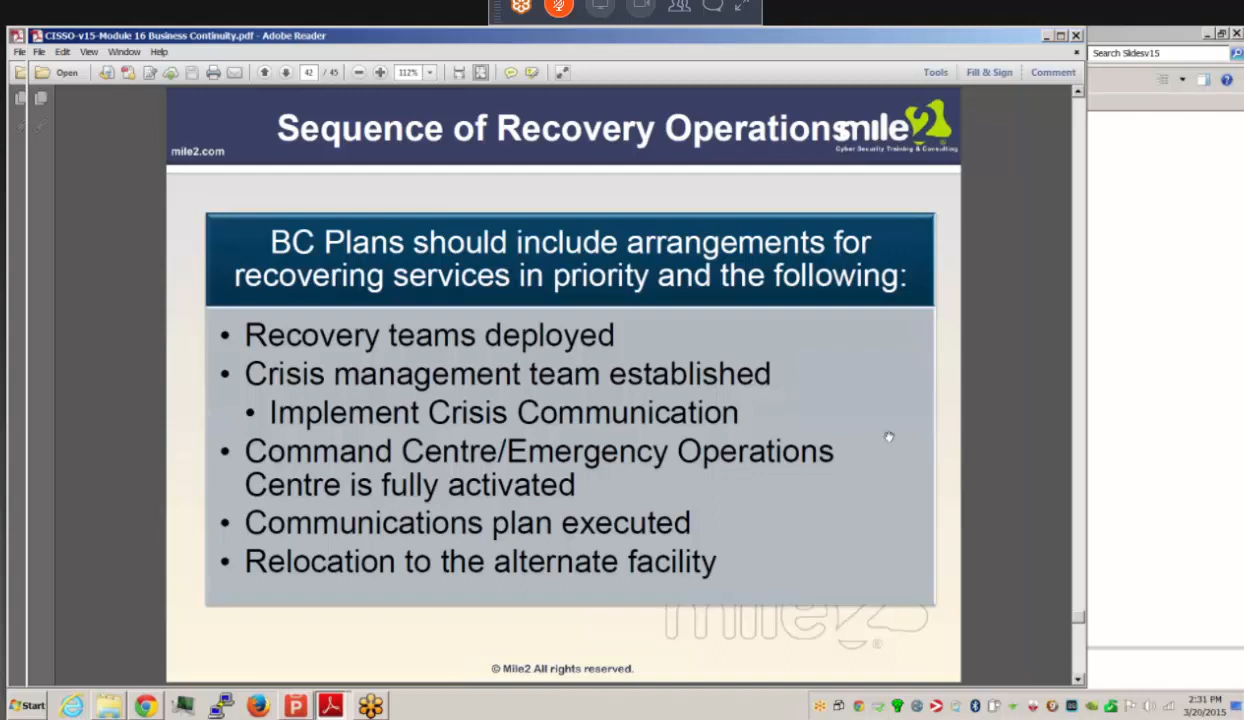 CISSO-v15-Module 16 Business Continuity.pdf - Adobe Reader
File File Edit View Window Help
Search Slidesv15
Open 42 / 45 112% Tools Fill & Sign Comment
Sequence of Recovery Operations
mile2
Cyber Security Training & Consulting
mile2.com
BC Plans should include arrangements for
recovering services in priority and the following:
• Recovery teams deployed
• Crisis management team established
• Implement Crisis Communication
• Command Centre/Emergency Operations
Centre is fully activated
• Communications plan executed
• Relocation to the alternate facility
mile2®
© Mile2 All rights reserved.
Start
2:31 PM
3/20/2015